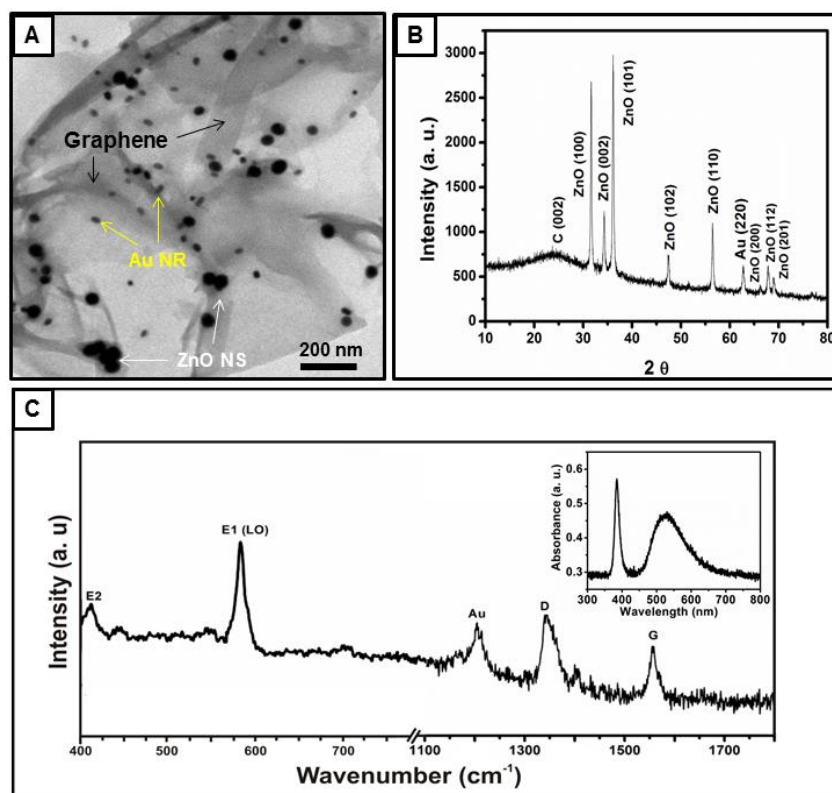 A
Graphene
Au NR
ZnO NS
200 nm
B
Intensity (a. u.)
3000
2500
2000
1500
1000
500
0
C (002)
ZnO (100)
ZnO (002)
ZnO (101)
ZnO (102)
ZnO (110)
Au (220)
ZnO (200)
ZnO (112)
ZnO (201)
10 20 30 40 50 60 70 80
2 θ
C
Intensity (a. u)
E2
E1 (LO)
Au
D
G
Absorbance (a. u.)
0.6
0.5
0.4
0.3
300 400 500 600 700 800
Wavelength (nm)
400 500 600 700 1100 1300 1500 1700
Wavenumber (cm-1)